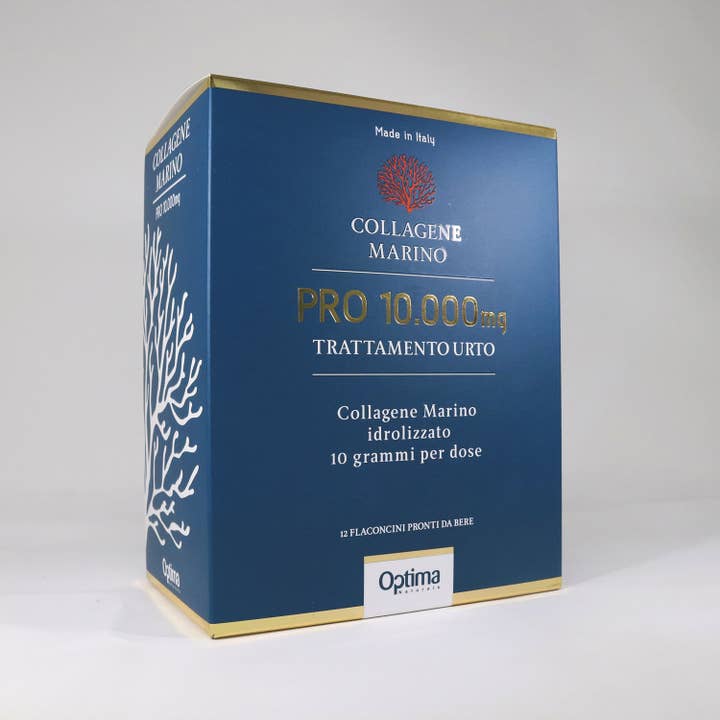 Made in Italy
COLLAGENE
MARINO
PRO 10.000mg
TRATTAMENTO URTO
Collagene Marino
idrolizzato
10 grammi per dose
12 FLACONCINI PRONTI DA BERE
Optima
Naturals
COLLAGENE
MARINO
PRO 10.000mg
Optima